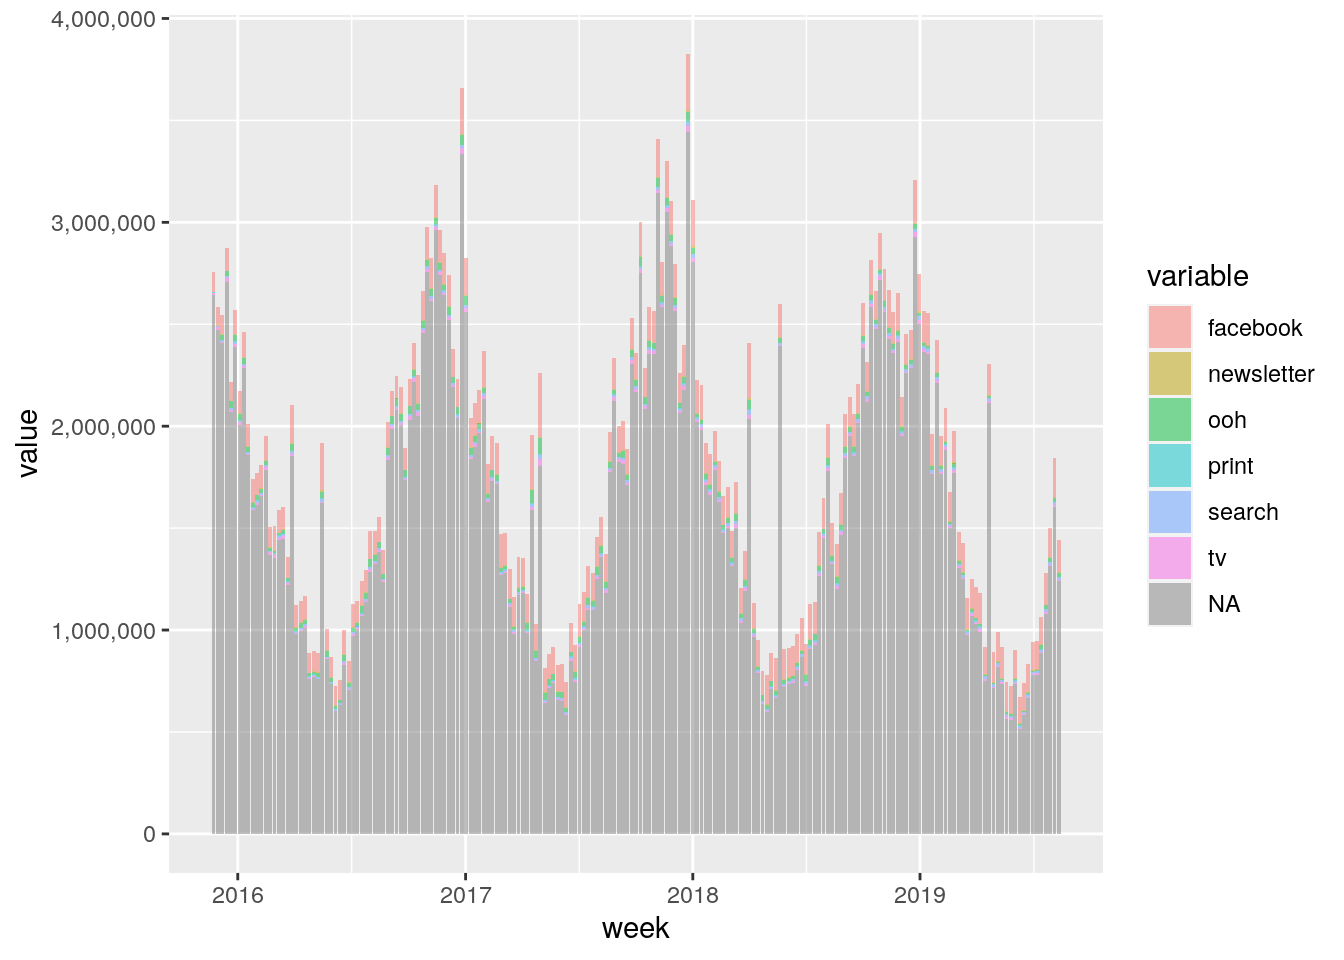 4,000,000
3,000,000
2,000,000
1,000,000
0
value
2016
2017
2018
2019
week
variable
facebook
newsletter
ooh
print
search
tv
NA